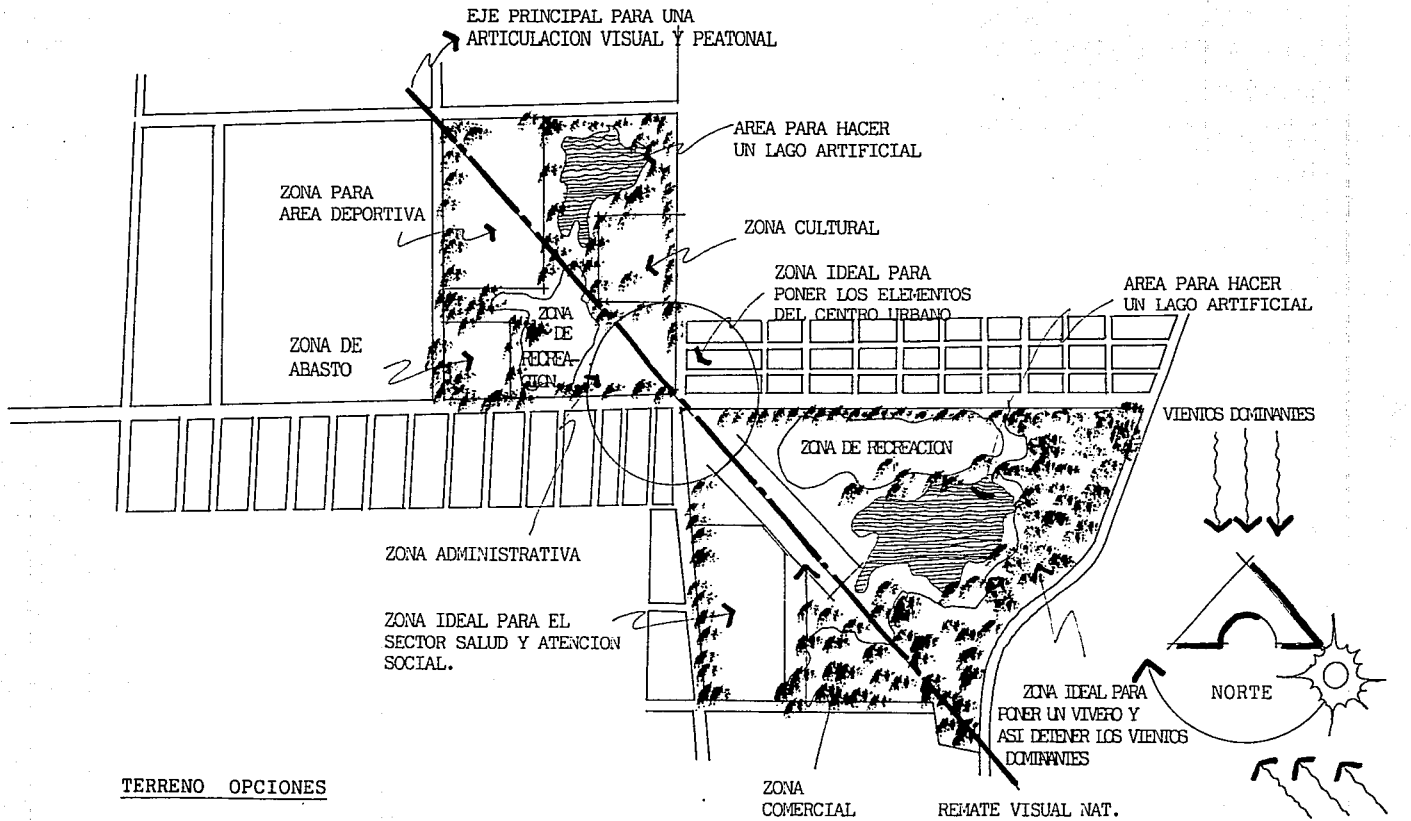 EJE PRINCIPAL PARA UNA
ARTICULACION VISUAL Y PEATONAL
AREA PARA HACER
UN LAGO ARTIFICIAL
ZONA PARA
AREA DEPORTIVA
ZONA CULTURAL
ZONA IDEAL PARA
PONER LOS ELEMENTOS
DEL CENTRO URBANO
AREA PARA HACER
UN LAGO ARTIFICIAL
ZONA
DE
RECREA-
CION
ZONA DE
ABASTO
VIENTOS DOMINANTES
ZONA DE RECREACION
ZONA ADMINISTRATIVA
ZONA IDEAL PARA EL
SECTOR SALUD Y ATENCION
SOCIAL.
NORTE
ZONA IDEAL PARA
PONER UN VIVERO Y
ASI DETENER LOS VIENTOS
DOMINANTES
TERRENO OPCIONES
ZONA
COMERCIAL
REMATE VISUAL NAT.